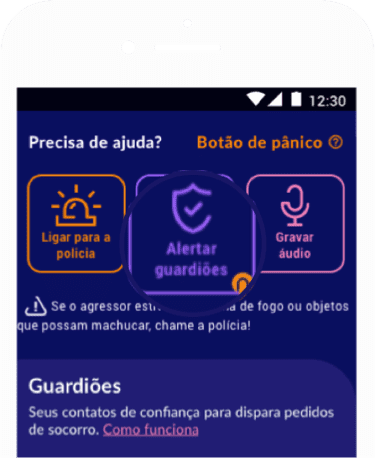 12:30
Precisa de ajuda? Botão de pânico
Ligar para a
polícia
Alertar
guardiões
Gravar
áudio
Se o agressor de fogo ou objetos
que possam machucar, chame a polícia!
Guardiões
Seus contatos de confiança para dispara pedidos
de socorro. Como funciona